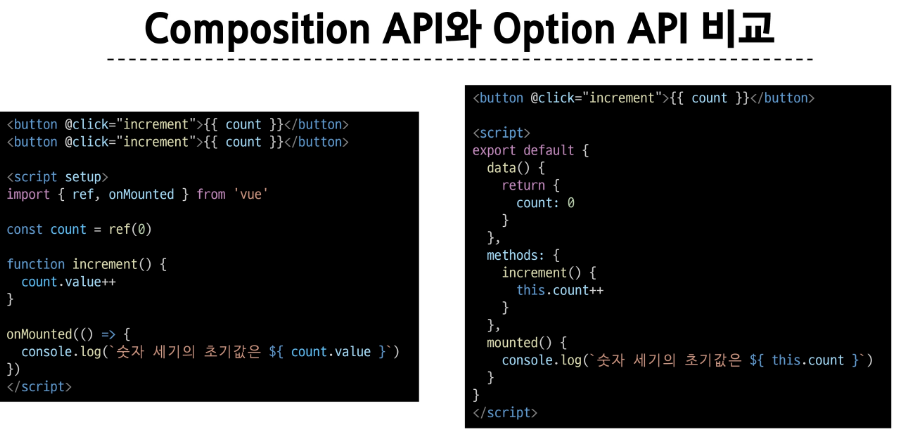 Composition API와 Option API 비교
<button @click="increment">{{ count }}</button>
<button @click="increment">{{ count }}</button>
<script setup>
import { ref, onMounted } from 'vue'
const count = ref(0)
function increment() {
count.value++
}
onMounted(() => {
console.log(`숫자 세기의 초기값은 ${ count.value }`)
})
</script>
<button @click="increment">{{ count }}</button>
<script>
export default {
data() {
return {
count: 0
}
},
methods: {
increment() {
this.count++
}
},
mounted() {
console.log(`숫자 세기의 초기값은 ${ this.count }`)
}
}
</script>